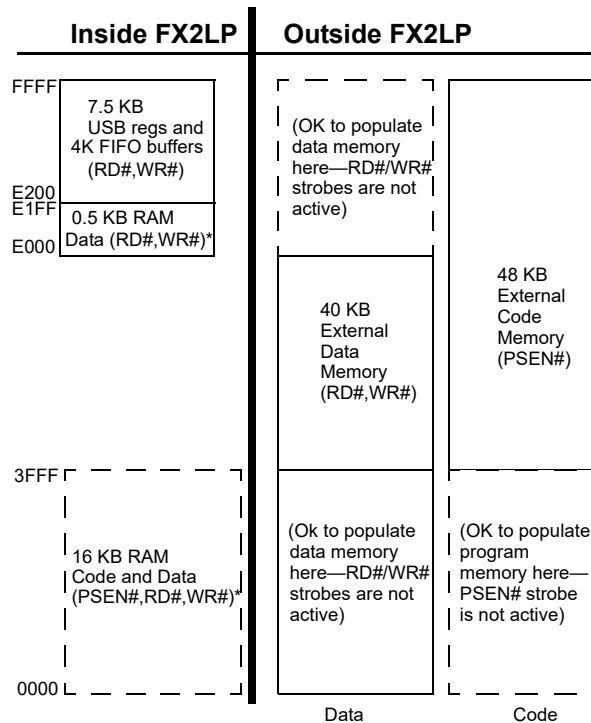 Inside FX2LP
Outside FX2LP
FFFF
7.5 KB
USB regs and
4K FIFO buffers
(RD#,WR#)
E200
E1FF
0.5 KB RAM
Data (RD#,WR#)*
E000
(OK to populate
data memory
here—RD#/WR#
strobes are not
active)
40 KB
External
Data
Memory
(RD#,WR#)
48 KB
External
Code
Memory
(PSEN#)
3FFF
16 KB RAM
Code and Data
(PSEN#,RD#,WR#)*
0000
(Ok to populate
data memory
here—RD#/WR#
strobes are not
active)
(OK to populate
program
memory here—
PSEN# strobe
is not active)
Data
Code